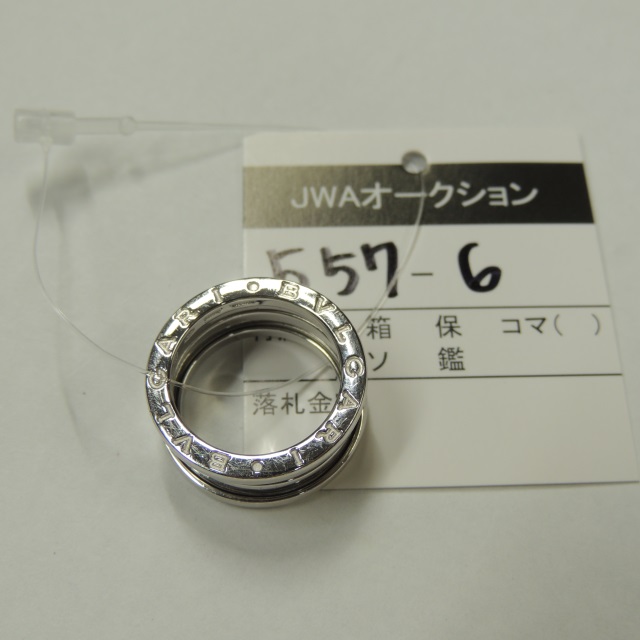 JWAオークション
557-6
箱 保 コマ( )
ソ 鑑
落札金
BVLGARI • BVLGARI •